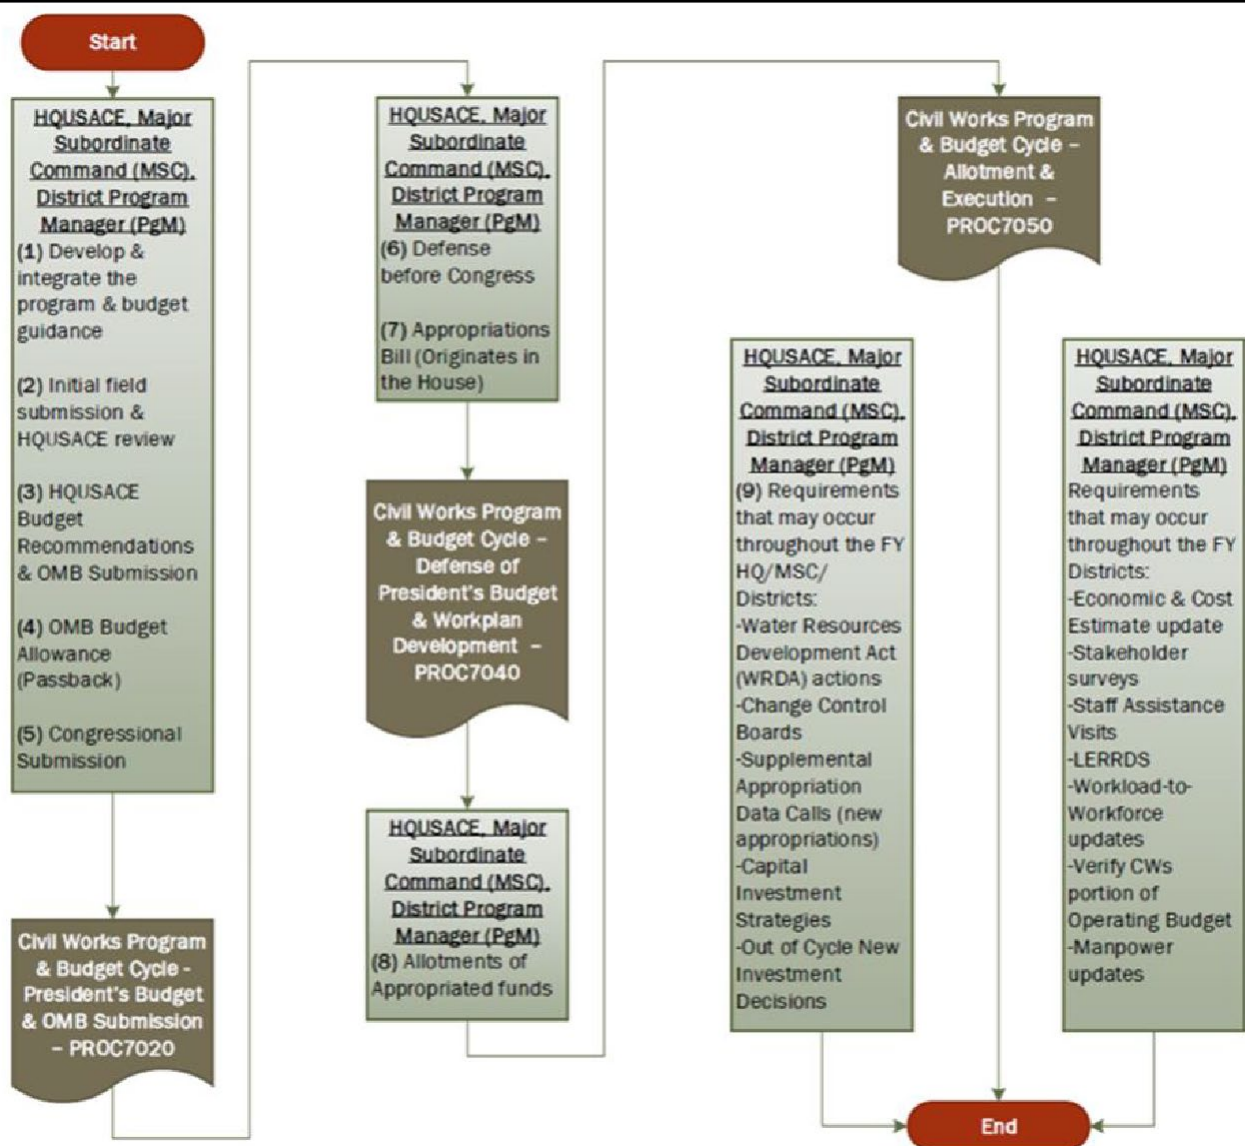 Start
HQUSACE, Major
Subordinate
Command (MSC),
District Program
Manager (PgM)
(1) Develop &
integrate the
program & budget
guidance
(2) Initial field
submission &
HQUSACE review
(3) HQUSACE
Budget
Recommendations
& OMB Submission
(4) OMB Budget
Allowance
(Passback)
(5) Congressional
Submission
Civil Works Program
& Budget Cycle -
President's Budget
& OMB Submission
– PROC7020
HQUSACE, Major
Subordinate
Command (MSC),
District Program
Manager (PgM)
(6) Defense
before Congress
(7) Appropriations
Bill (Originates in
the House)
Civil Works Program
& Budget Cycle –
Defense of
President's Budget
& Workplan
Development –
PROC7040
HQUSACE, Major
Subordinate
Command (MSC),
District Program
Manager (PgM)
(8) Allotments of
Appropriated funds
Civil Works Program
& Budget Cycle –
Allotment &
Execution –
PROC7050
HQUSACE, Major
Subordinate
Command (MSC),
District Program
Manager (PgM)
(9) Requirements
that may occur
throughout the FY
HQ/MSC/
Districts:
-Water Resources
Development Act
(WRDA) actions
-Change Control
Boards
-Supplemental
Appropriation
Data Calls (new
appropriations)
-Capital
Investment
Strategies
-Out of Cycle New
Investment
Decisions
HQUSACE, Major
Subordinate
Command (MSC),
District Program
Manager (PgM)
Requirements
that may occur
throughout the FY
Districts:
-Economic & Cost
Estimate update
-Stakeholder
surveys
-Staff Assistance
Visits
-LERRDS
-Workload-to-
Workforce
updates
-Verify CWs
portion of
Operating Budget
-Manpower
updates
End